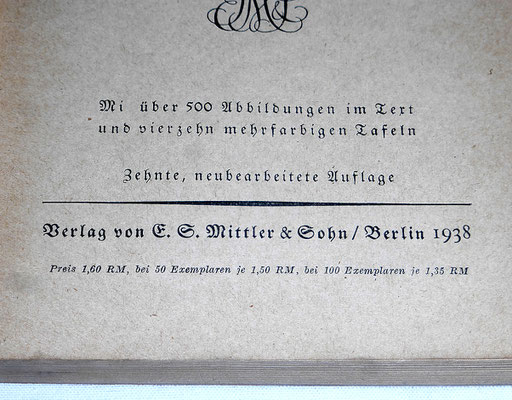 Mi über 500 Abbildungen im Text
und vierzehn mehrfarbigen Tafeln
Zehnte, neubearbeitete Auflage
Verlag von E. S. Mittler & Sohn / Berlin 1938
Preis 1,60 RM, bei 50 Exemplaren je 1,50 RM, bei 100 Exemplaren je 1,35 RM